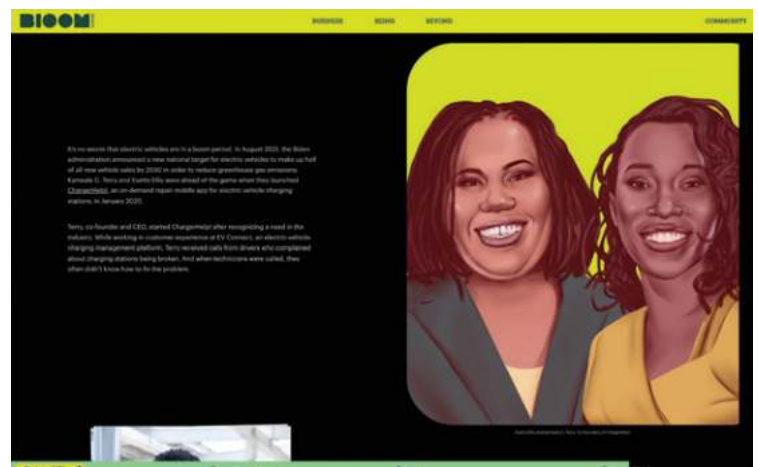 BLOOM
BUSINESS BEING BEYOND COMMUNITY
It's no secret that electric vehicles are in a boom period. In August 2021, the Biden
administration announced a new national target for electric vehicles to make up half
of all new vehicle sales by 2030 in order to reduce greenhouse gas emissions.
Kameale C. Terry and Evette Ellis were ahead of the game when they launched
ChargerHelp!, an on-demand repair mobile app for electric vehicle charging
stations, in January 2020.
Terry, co-founder and CEO, started ChargerHelp! after recognizing a need in the
industry. While working in customer experience at EV Connect, an electric vehicle-
charging management platform, Terry received calls from drivers who complained
about charging stations being broken. And when technicians were called, they
often didn't know how to fix the problem.